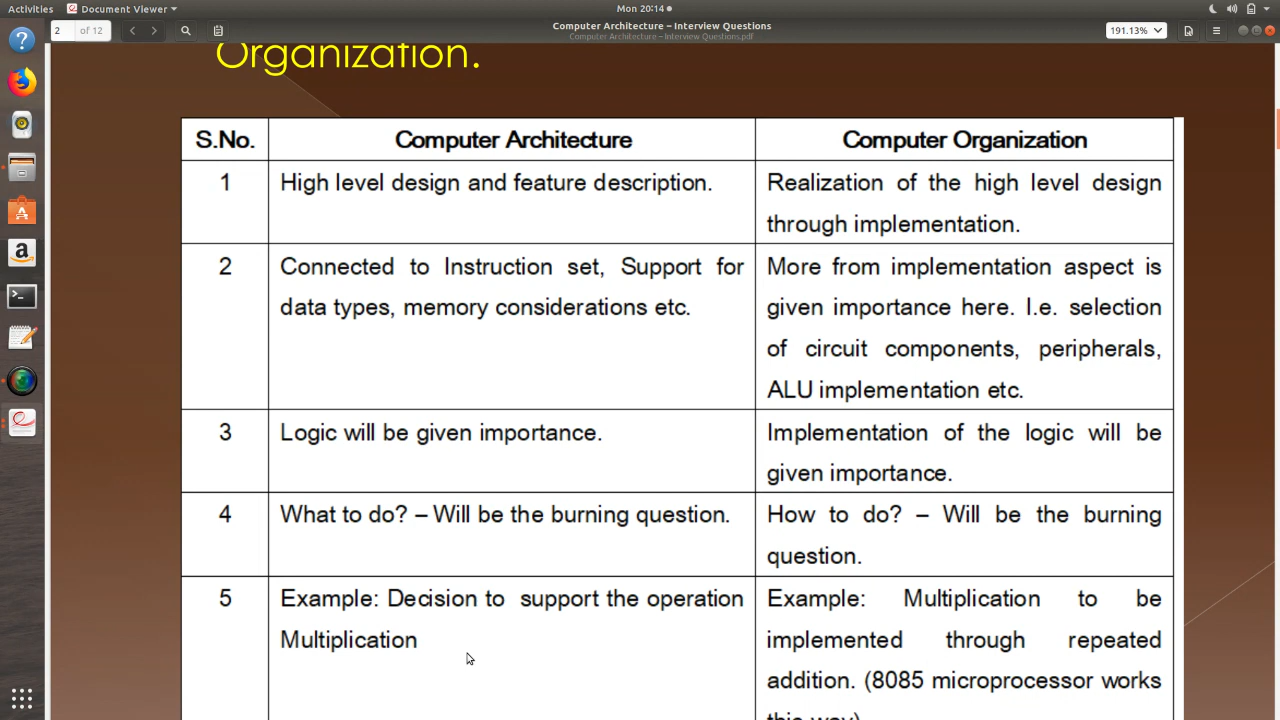 Activities
Document Viewer
Mon 20:14
Computer Architecture – Interview Questions
Computer Architecture – Interview Questions.pdf
2
of 12
191.13%
Organization.
S.No.
Computer Architecture
Computer Organization
1
High level design and feature description.
Realization of the high level design
through implementation.
2
Connected to Instruction set, Support for
data types, memory considerations etc.
More from implementation aspect is
given importance here. I.e. selection
of circuit components, peripherals,
ALU implementation etc.
3
Logic will be given importance.
Implementation of the logic will be
given importance.
4
What to do? – Will be the burning question.
How to do? – Will be the burning
question.
5
Example: Decision to support the operation
Multiplication
Example: Multiplication to be
implemented through repeated
addition. (8085 microprocessor works
this way)